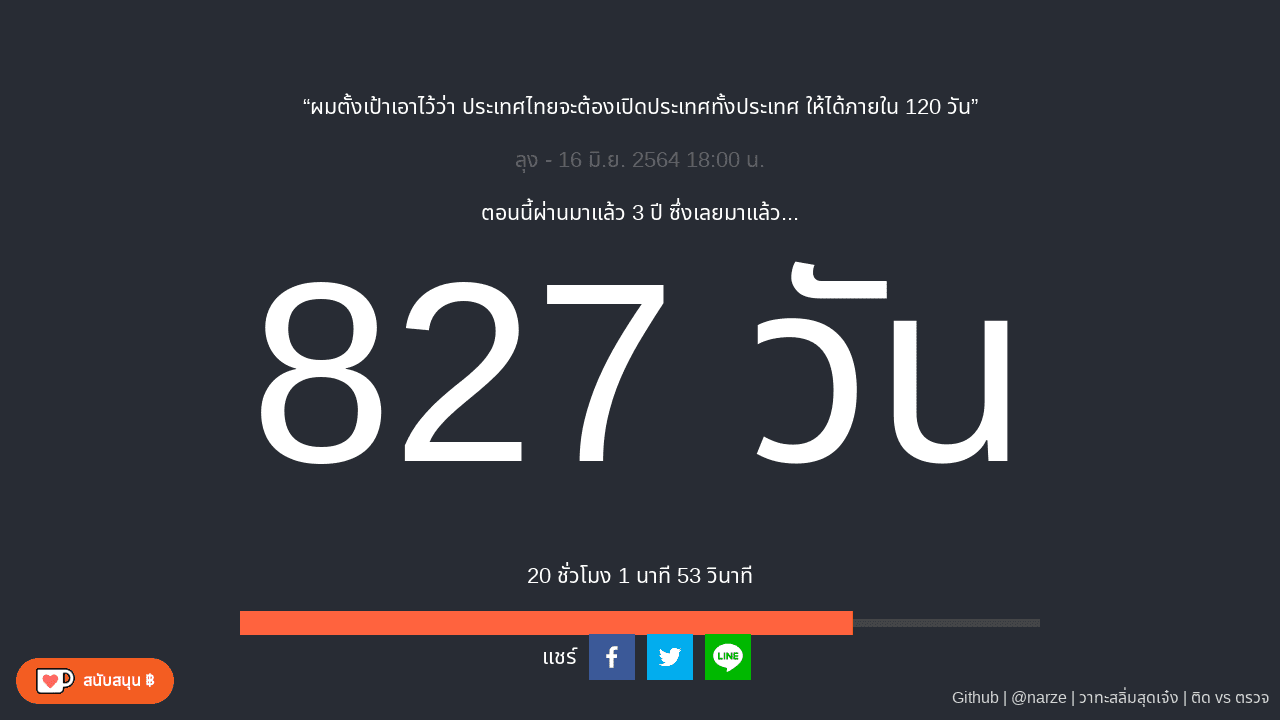 “ผมตั้งเป้าเอาไว้ว่า ประเทศไทยจะต้องเปิดประเทศทั้งประเทศ ให้ได้ภายใน 120 วัน”
ลุง - 16 มิ.ย. 2564 18:00 น.
ตอนนี้ผ่านมาแล้ว 3 ปี ซึ่งเลยมาแล้ว...
827 วัน
20 ชั่วโมง 1 นาที 53 วินาที
แชร์
LINE
สนับสนุน ฿
Github | @narze | วาทะสลิ่มสุดเจ๋ง | ติด vs ตรวจ